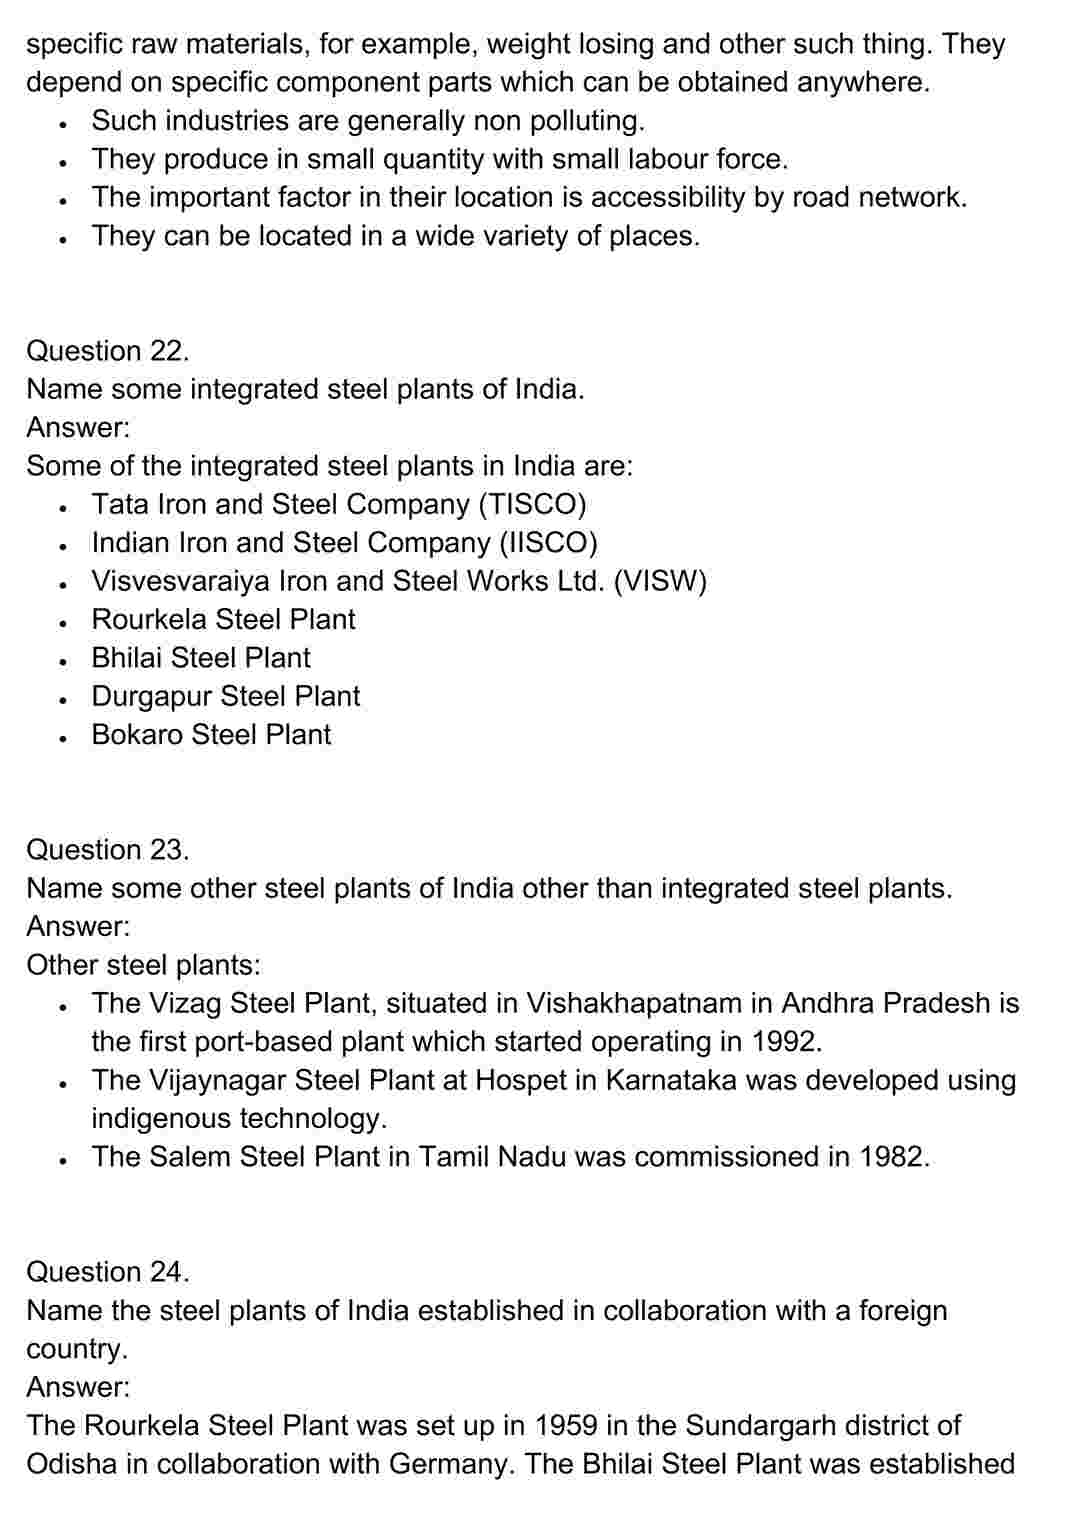 specific raw materials, for example, weight losing and other such thing. They
depend on specific component parts which can be obtained anywhere.
• Such industries are generally non polluting.
• They produce in small quantity with small labour force.
• The important factor in their location is accessibility by road network.
• They can be located in a wide variety of places.
Question 22.
Name some integrated steel plants of India.
Answer:
Some of the integrated steel plants in India are:
• Tata Iron and Steel Company (TISCO)
• Indian Iron and Steel Company (IISCO)
• Visvesvaraiya Iron and Steel Works Ltd. (VISW)
• Rourkela Steel Plant
• Bhilai Steel Plant
• Durgapur Steel Plant
• Bokaro Steel Plant
Question 23.
Name some other steel plants of India other than integrated steel plants.
Answer:
Other steel plants:
• The Vizag Steel Plant, situated in Vishakhapatnam in Andhra Pradesh is
the first port-based plant which started operating in 1992.
• The Vijaynagar Steel Plant at Hospet in Karnataka was developed using
indigenous technology.
• The Salem Steel Plant in Tamil Nadu was commissioned in 1982.
Question 24.
Name the steel plants of India established in collaboration with a foreign
country.
Answer:
The Rourkela Steel Plant was set up in 1959 in the Sundargarh district of
Odisha in collaboration with Germany. The Bhilai Steel Plant was established